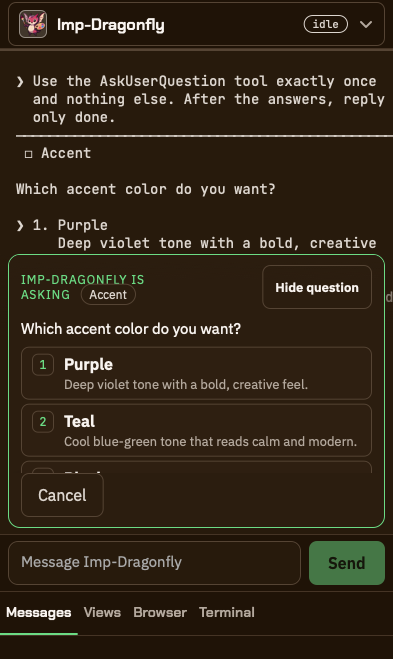 Imp-Dragonfly
idle
❯ Use the AskUserQuestion tool exactly once
and nothing else. After the answers, reply
only done.
☐ Accent
Which accent color do you want?
❯ 1. Purple
Deep violet tone with a bold, creative
IMP-DRAGONFLY IS
ASKING Accent
Hide question
Which accent color do you want?
1 Purple
Deep violet tone with a bold, creative feel.
2 Teal
Cool blue-green tone that reads calm and modern.
Cancel
Message Imp-Dragonfly
Send
Messages Views Browser Terminal